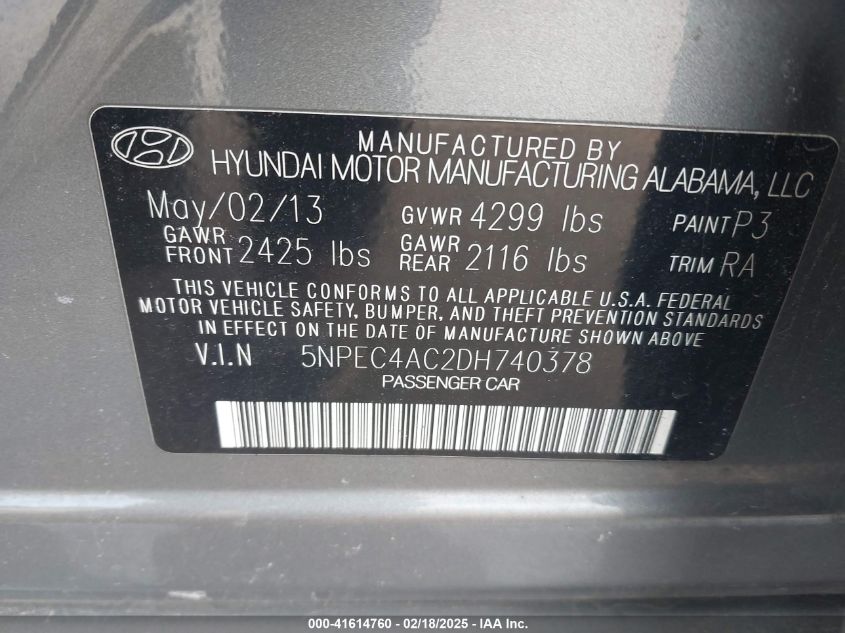 MANUFACTURED BY
HYUNDAI MOTOR MANUFACTURING ALABAMA, LLC
May/02/13 GVWR 4299 lbs PAINT P3
GAWR FRONT 2425 lbs GAWR REAR 2116 lbs TRIM RA
THIS VEHICLE CONFORMS TO ALL APPLICABLE U.S.A. FEDERAL
MOTOR VEHICLE SAFETY, BUMPER, AND THEFT PREVENTION STANDARDS
IN EFFECT ON THE DATE OF MANUFACTURE SHOWN ABOVE.
V.I.N 5NPEC4AC2DH740378
PASSENGER CAR
000-41614760 - 02/18/2025 - IAA Inc.